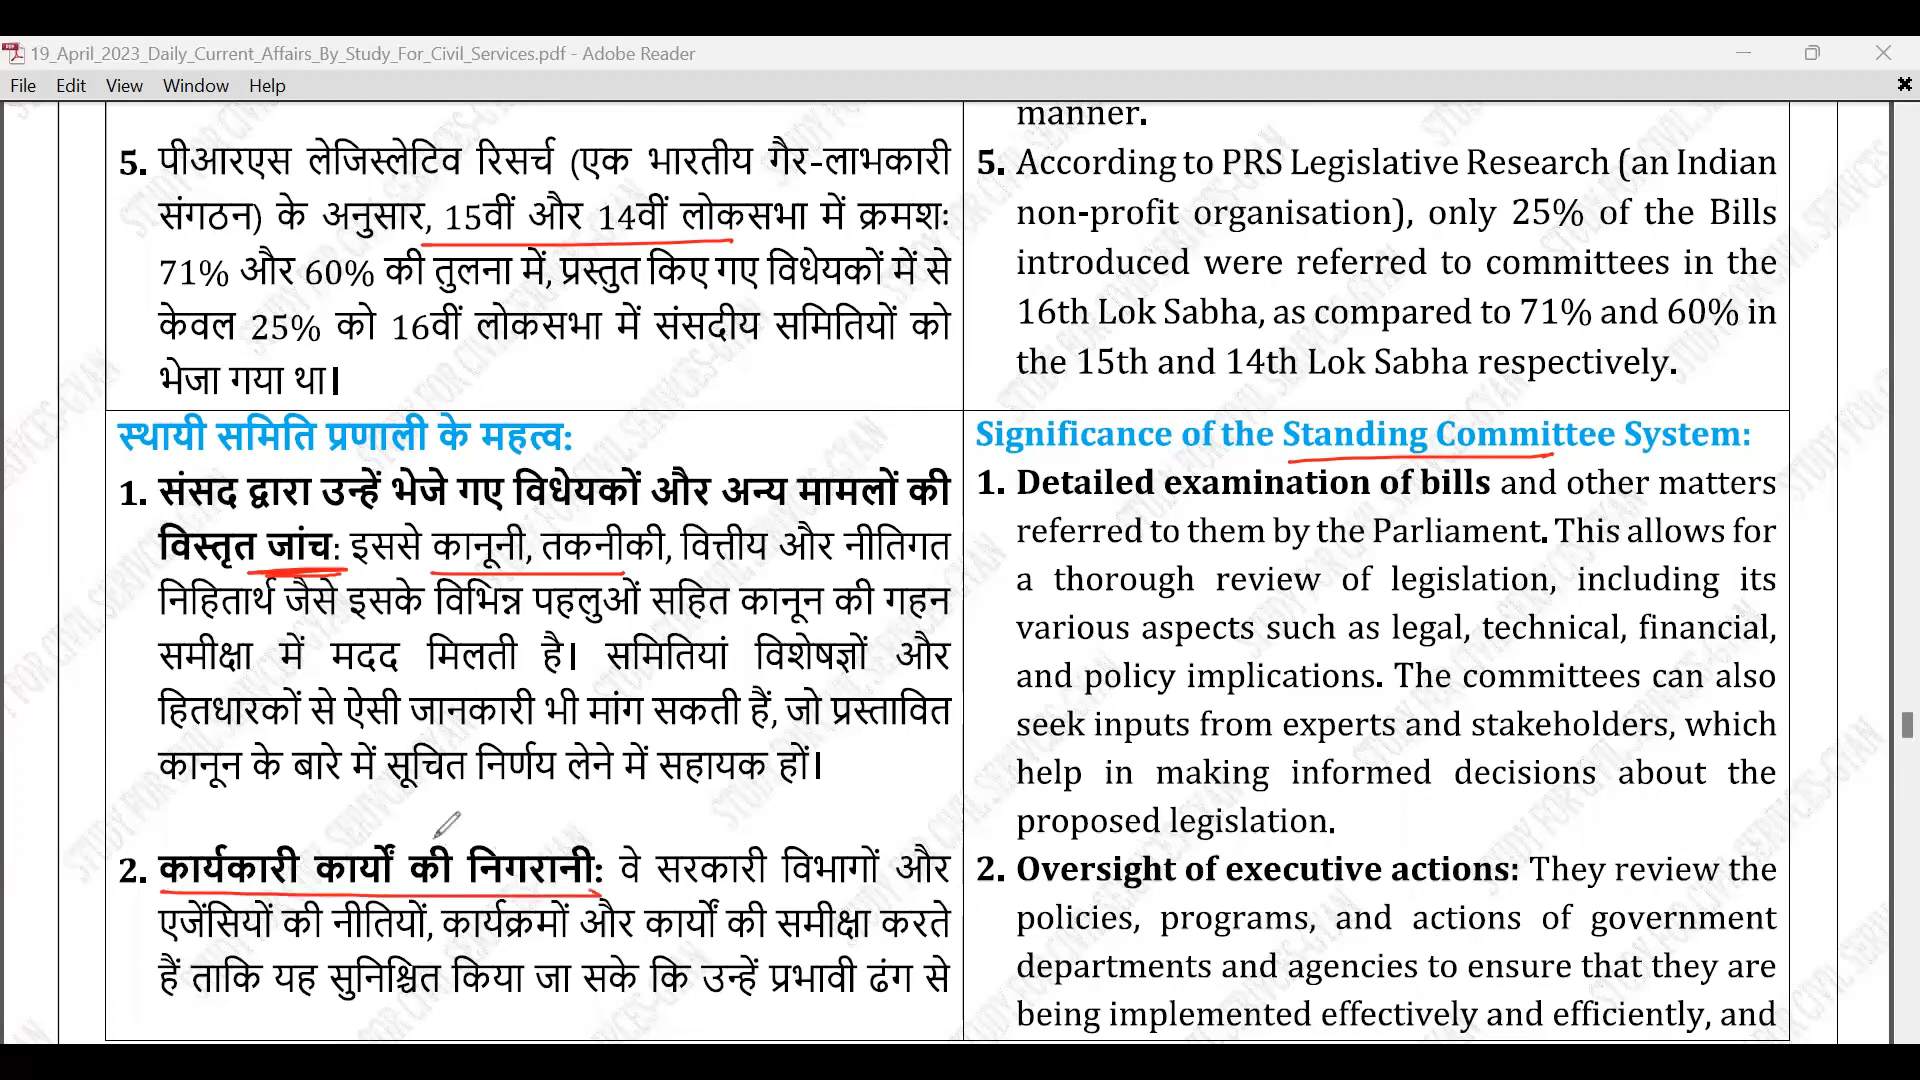 19_April_2023_Daily_Current_Affairs_By_Study_For_Civil_Services.pdf - Adobe Reader
File Edit View Window Help
5. पीआरएस लेजिस्लेटिव रिसर्च (एक भारतीय गैर-लाभकारी
संगठन) के अनुसार, 15वीं और 14वीं लोकसभा में क्रमशः
71% और 60% की तुलना में, प्रस्तुत किए गए विधेयकों में से
केवल 25% को 16वीं लोकसभा में संसदीय समितियों को
भेजा गया था।
स्थायी समिति प्रणाली के महत्व:
1. संसद द्वारा उन्हें भेजे गए विधेयकों और अन्य मामलों की
विस्तृत जांच: इससे कानूनी, तकनीकी, वित्तीय और नीतिगत
निहितार्थ जैसे इसके विभिन्न पहलुओं सहित कानून की गहन
समीक्षा में मदद मिलती है। समितियां विशेषज्ञों और
हितधारकों से ऐसी जानकारी भी मांग सकती हैं, जो प्रस्तावित
कानून के बारे में सूचित निर्णय लेने में सहायक हों।
2. कार्यकारी कार्यों की निगरानी: वे सरकारी विभागों और
एजेंसियों की नीतियों, कार्यक्रमों और कार्यों की समीक्षा करते
हैं ताकि यह सुनिश्चित किया जा सके कि उन्हें प्रभावी ढंग से
manner.
5. According to PRS Legislative Research (an Indian
non-profit organisation), only 25% of the Bills
introduced were referred to committees in the
16th Lok Sabha, as compared to 71% and 60% in
the 15th and 14th Lok Sabha respectively.
Significance of the Standing Committee System:
1. Detailed examination of bills and other matters
referred to them by the Parliament. This allows for
a thorough review of legislation, including its
various aspects such as legal, technical, financial,
and policy implications. The committees can also
seek inputs from experts and stakeholders, which
help in making informed decisions about the
proposed legislation.
2. Oversight of executive actions: They review the
policies, programs, and actions of government
departments and agencies to ensure that they are
being implemented effectively and efficiently, and